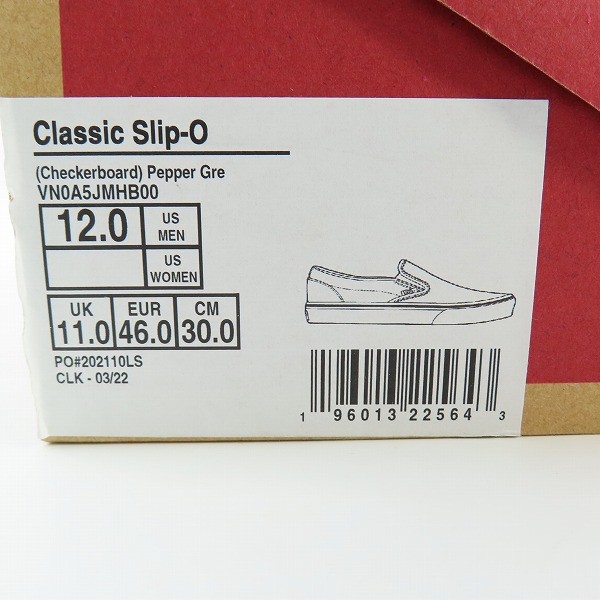 Classic Slip-O
(Checkerboard) Pepper Gre
VN0A5JMHB00
12.0 US MEN
US WOMEN
UK EUR CM
11.0 46.0 30.0
PO#202110LS
CLK - 03/22
1 96013 22564 3